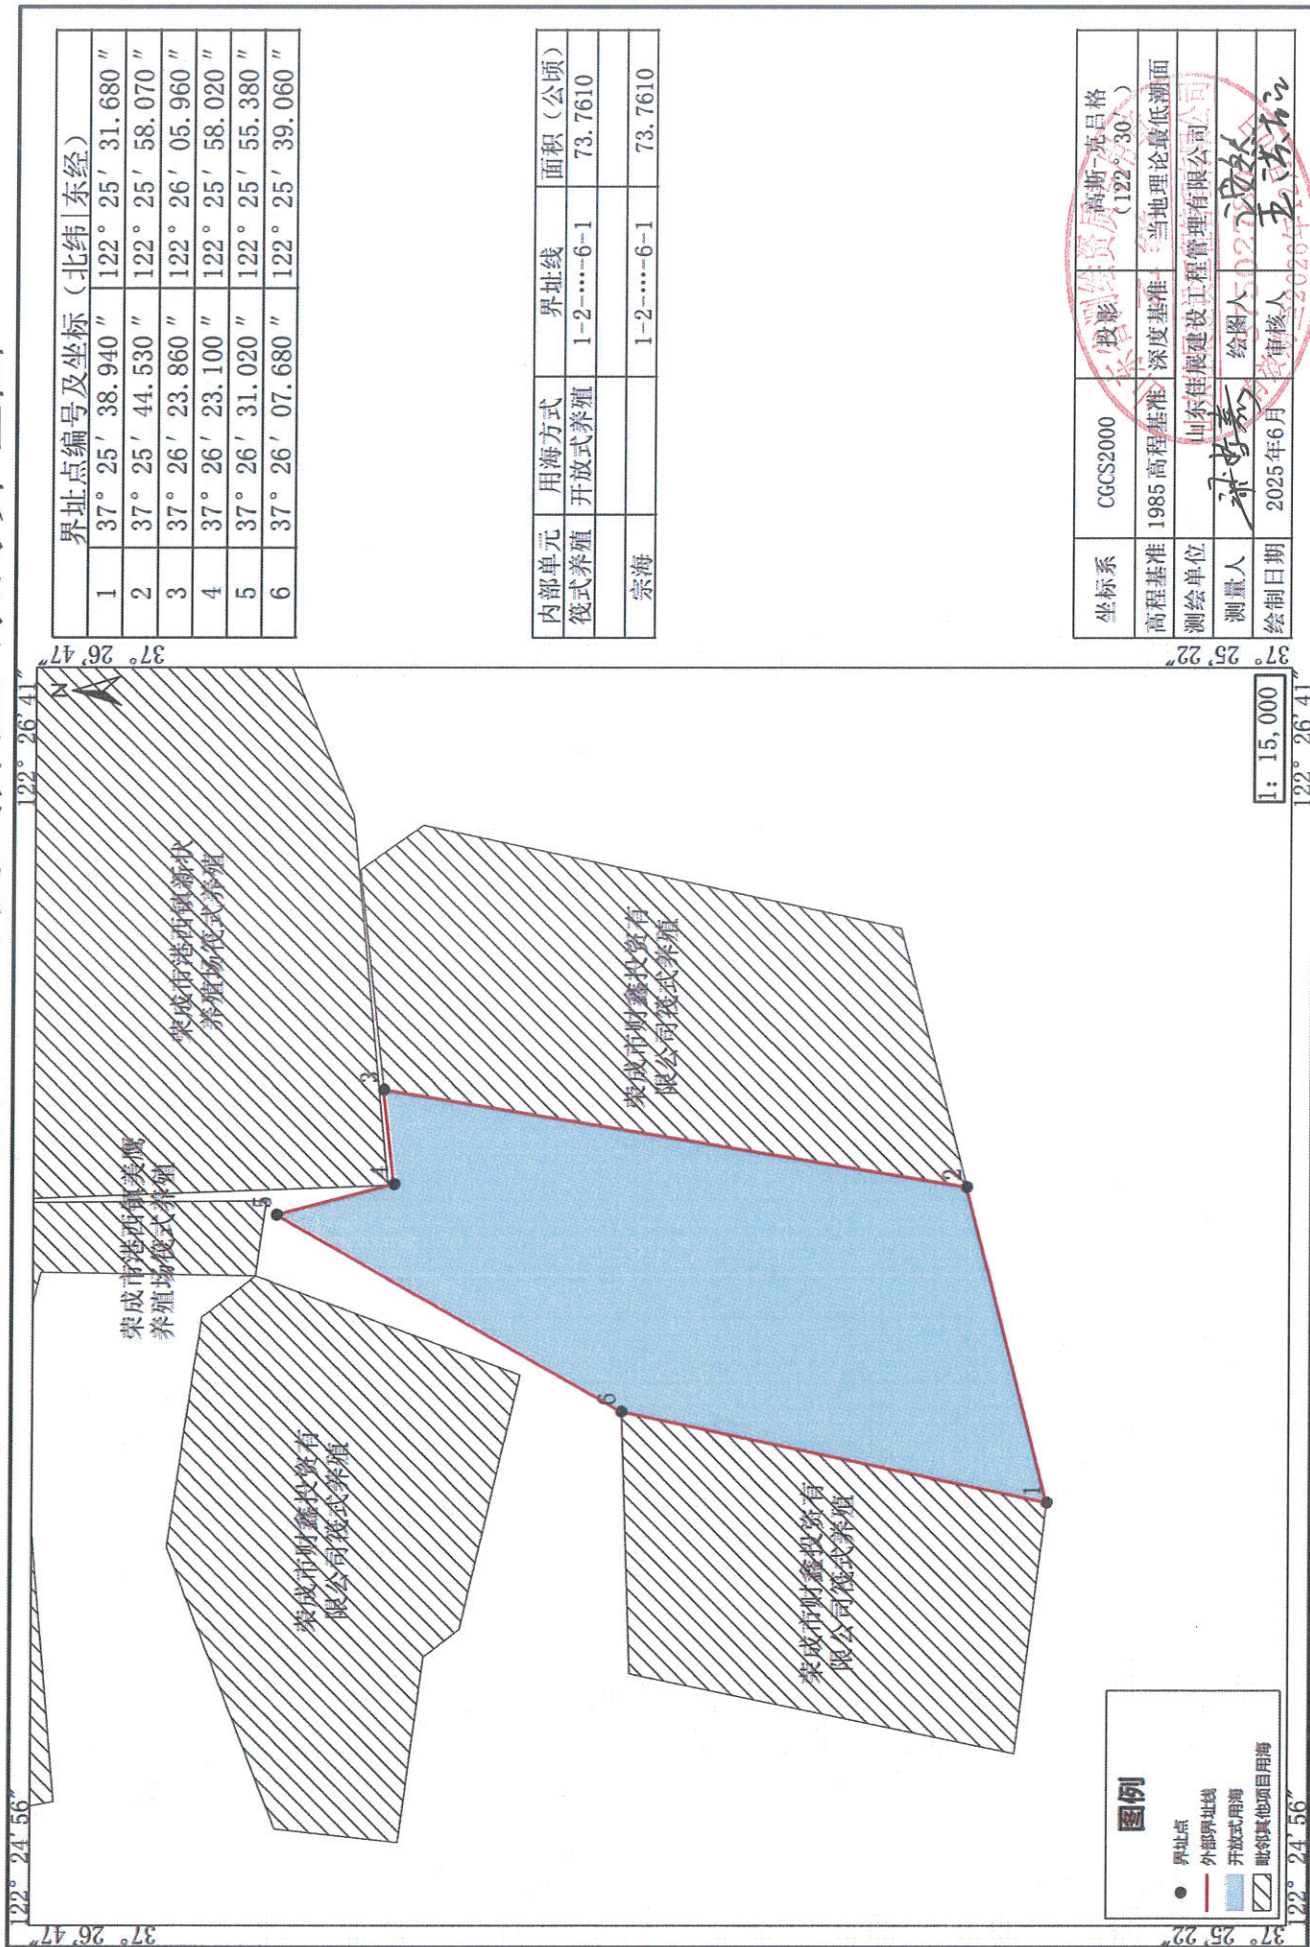 122° 24′ 56″
122° 26′ 41″
37° 26′ 47″
37° 26′ 47″
N
荣成市港西镇美鹰
养殖场筏式养殖
荣成市港西镇新状
养殖场筏式养殖
荣成市财鑫投资有
限公司筏式养殖
荣成市财鑫投资有
限公司筏式养殖
荣成市财鑫投资有
限公司筏式养殖
5
4
3
6
2
1
图例
界址点
外部界址线
开放式用海
毗邻其他项目用海
1: 15,000
37° 25′ 22″
37° 25′ 22″
122° 24′ 56″
122° 26′ 41″
界址点编号及坐标（北纬|东经）
1 37° 25′ 38.940″ 122° 25′ 31.680″
2 37° 25′ 44.530″ 122° 25′ 58.070″
3 37° 26′ 23.860″ 122° 26′ 05.960″
4 37° 26′ 23.100″ 122° 25′ 58.020″
5 37° 26′ 31.020″ 122° 25′ 55.380″
6 37° 26′ 07.680″ 122° 25′ 39.060″
内部单元 用海方式 界址线 面积（公顷）
筏式养殖 开放式养殖 1-2-…-6-1 73.7610
宗海 1-2-…-6-1 73.7610
坐标系 CGCS2000 投影 高斯-克吕格
（122° 30′）
高程基准 1985高程基准 深度基准 当地理论最低潮面
测绘单位 山东佳展建设工程管理有限公司
测量人 绘图人
绘制日期 2025年6月 审核人